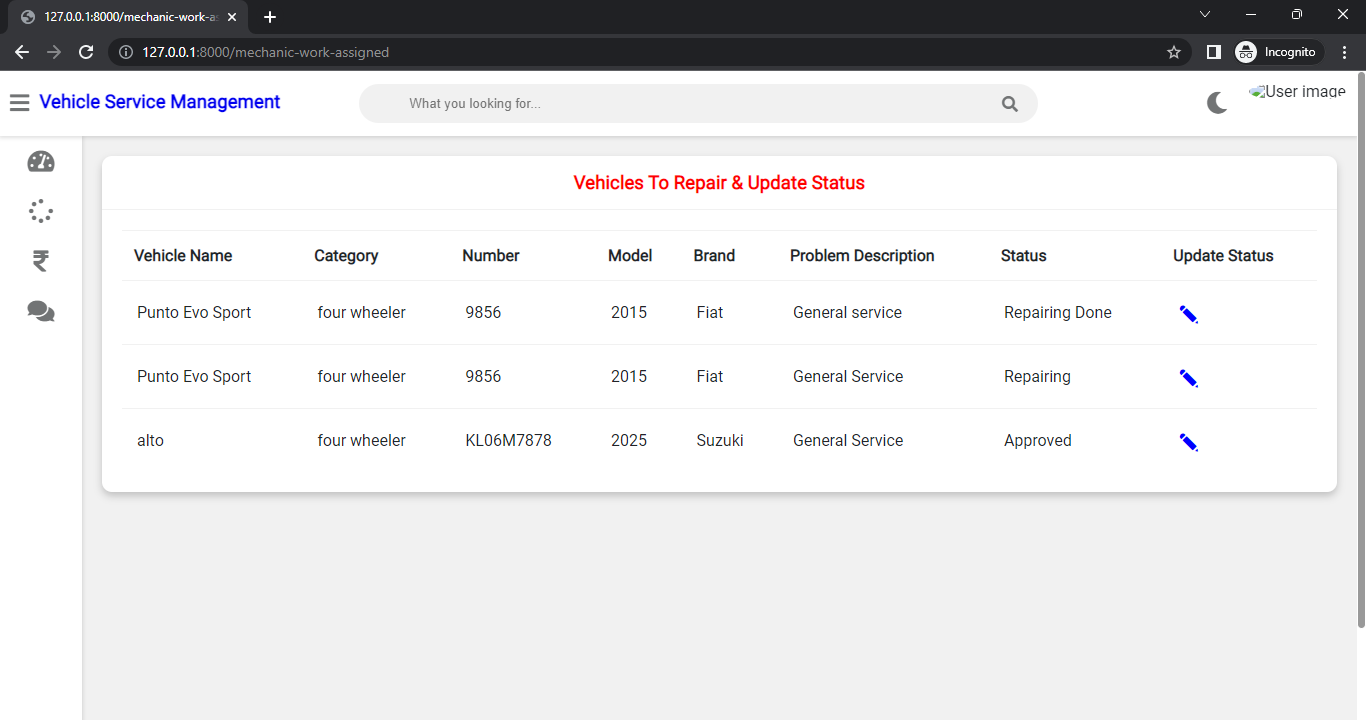 127.0.0.1:8000/mechanic-work-as
127.0.0.1:8000/mechanic-work-assigned
Incognito
Vehicle Service Management
What you looking for...
User image
Vehicles To Repair & Update Status
Vehicle Name Category Number Model Brand Problem Description Status Update Status
Punto Evo Sport four wheeler 9856 2015 Fiat General service Repairing Done
Punto Evo Sport four wheeler 9856 2015 Fiat General Service Repairing
alto four wheeler KL06M7878 2025 Suzuki General Service Approved